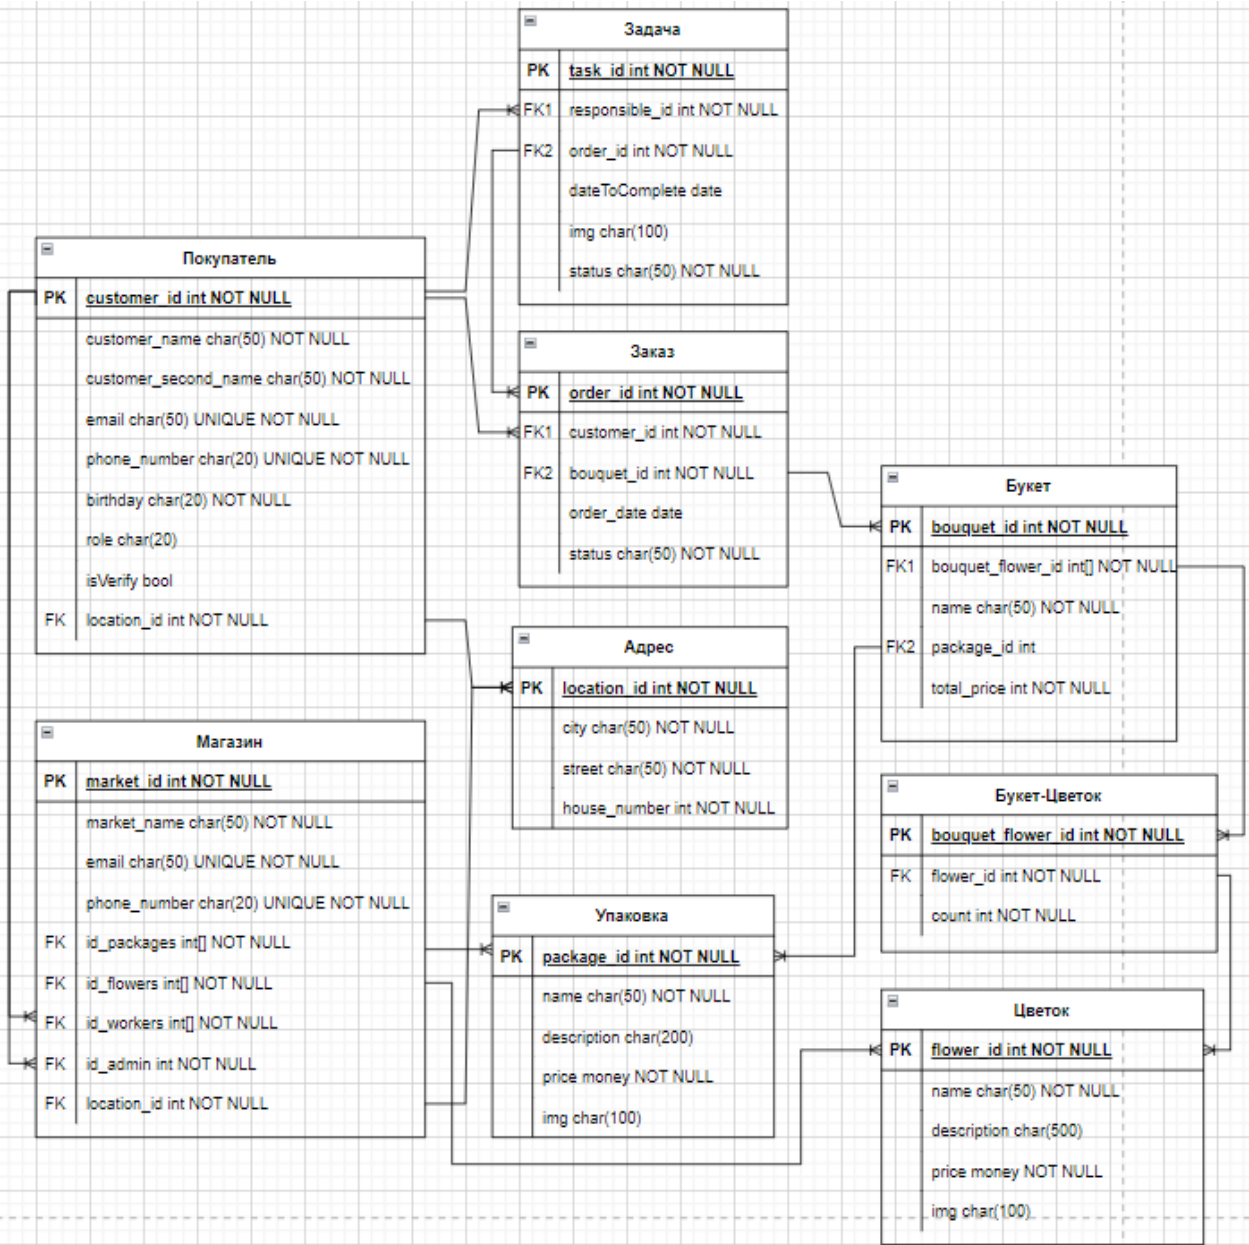 Задача
PK task_id int NOT NULL
FK1 responsible_id int NOT NULL
FK2 order_id int NOT NULL
dateToComplete date
img char(100)
status char(50) NOT NULL
Покупатель
PK customer_id int NOT NULL
customer_name char(50) NOT NULL
customer_second_name char(50) NOT NULL
email char(50) UNIQUE NOT NULL
phone_number char(20) UNIQUE NOT NULL
birthday char(20) NOT NULL
role char(20)
isVerify bool
FK location_id int NOT NULL
Заказ
PK order_id int NOT NULL
FK1 customer_id int NOT NULL
FK2 bouquet_id int NOT NULL
order_date date
status char(50) NOT NULL
Букет
PK bouquet_id int NOT NULL
FK1 bouquet_flower_id int[] NOT NULL
name char(50) NOT NULL
FK2 package_id int
total_price int NOT NULL
Адрес
PK location_id int NOT NULL
city char(50) NOT NULL
street char(50) NOT NULL
house_number int NOT NULL
Магазин
PK market_id int NOT NULL
market_name char(50) NOT NULL
email char(50) UNIQUE NOT NULL
phone_number char(20) UNIQUE NOT NULL
FK id_packages int[] NOT NULL
FK id_flowers int[] NOT NULL
FK id_workers int[] NOT NULL
FK id_admin int NOT NULL
FK location_id int NOT NULL
Букет-Цветок
PK bouquet_flower_id int NOT NULL
FK flower_id int NOT NULL
count int NOT NULL
Упаковка
PK package_id int NOT NULL
name char(50) NOT NULL
description char(200)
price money NOT NULL
img char(100)
Цветок
PK flower_id int NOT NULL
name char(50) NOT NULL
description char(500)
price money NOT NULL
img char(100)